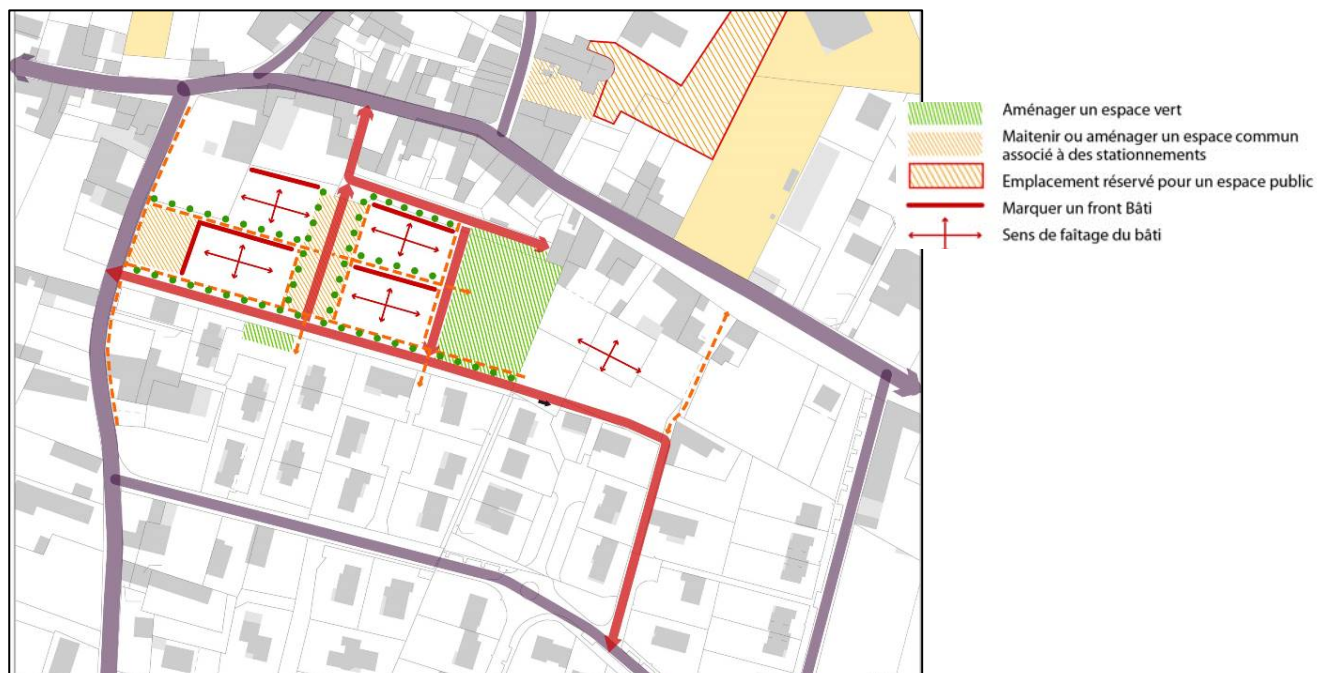 Aménager un espace vert
Maitenir ou aménager un espace commun
associé à des stationnements
Emplacement réservé pour un espace public
Marquer un front Bâti
Sens de faîtage du bâti